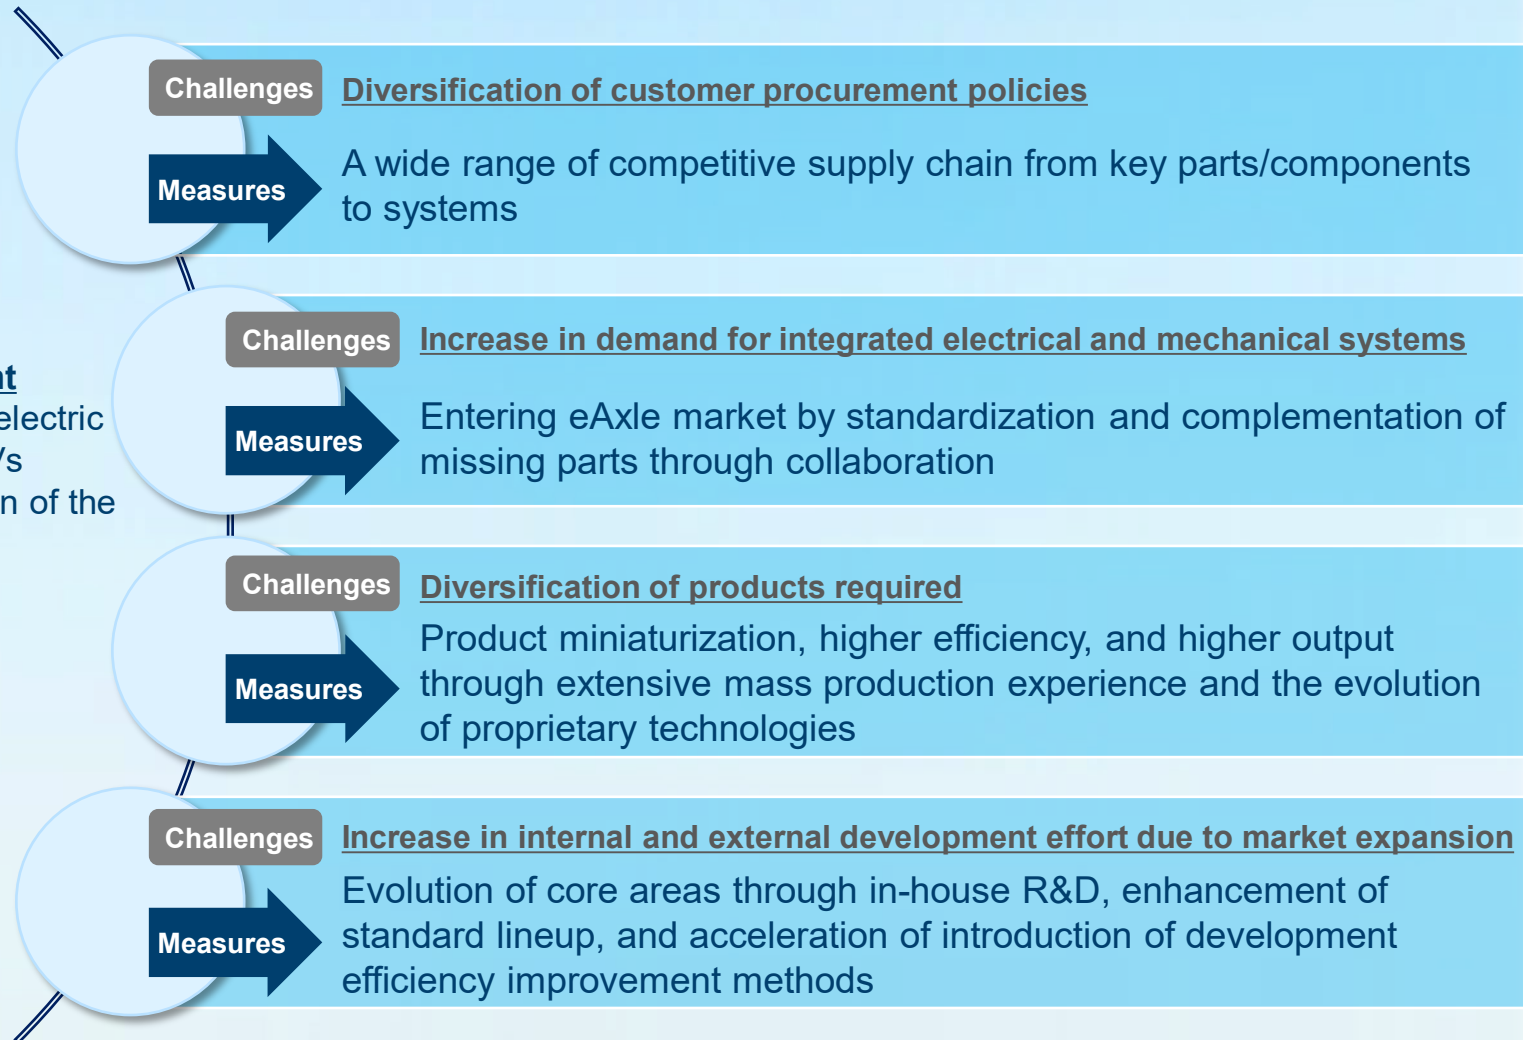 Challenges
Diversification of customer procurement policies
Measures
A wide range of competitive supply chain from key parts/components
to systems
electric
n of the
Challenges
Increase in demand for integrated electrical and mechanical systems
Measures
Entering eAxle market by standardization and complementation of
missing parts through collaboration
Challenges
Diversification of products required
Measures
Product miniaturization, higher efficiency, and higher output
through extensive mass production experience and the evolution
of proprietary technologies
Challenges
Increase in internal and external development effort due to market expansion
Measures
Evolution of core areas through in-house R&D, enhancement of
standard lineup, and acceleration of introduction of development
efficiency improvement methods